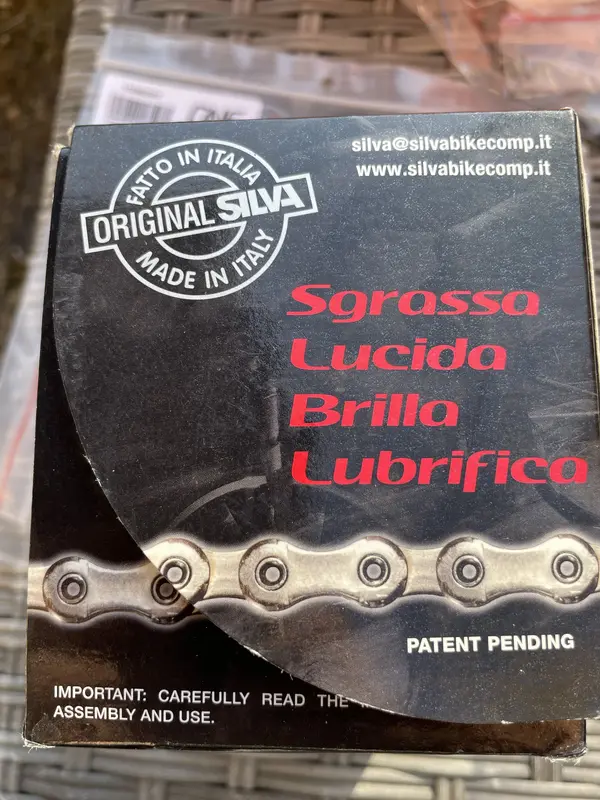 silva@silvabikecomp.it
www.silvabikecomp.it
FATTO IN ITALIA
ORIGINAL SILVA
MADE IN ITALY
Sgrassa
Lucida
Brilla
Lubrifica
PATENT PENDING
IMPORTANT: CAREFULLY READ THE
ASSEMBLY AND USE.